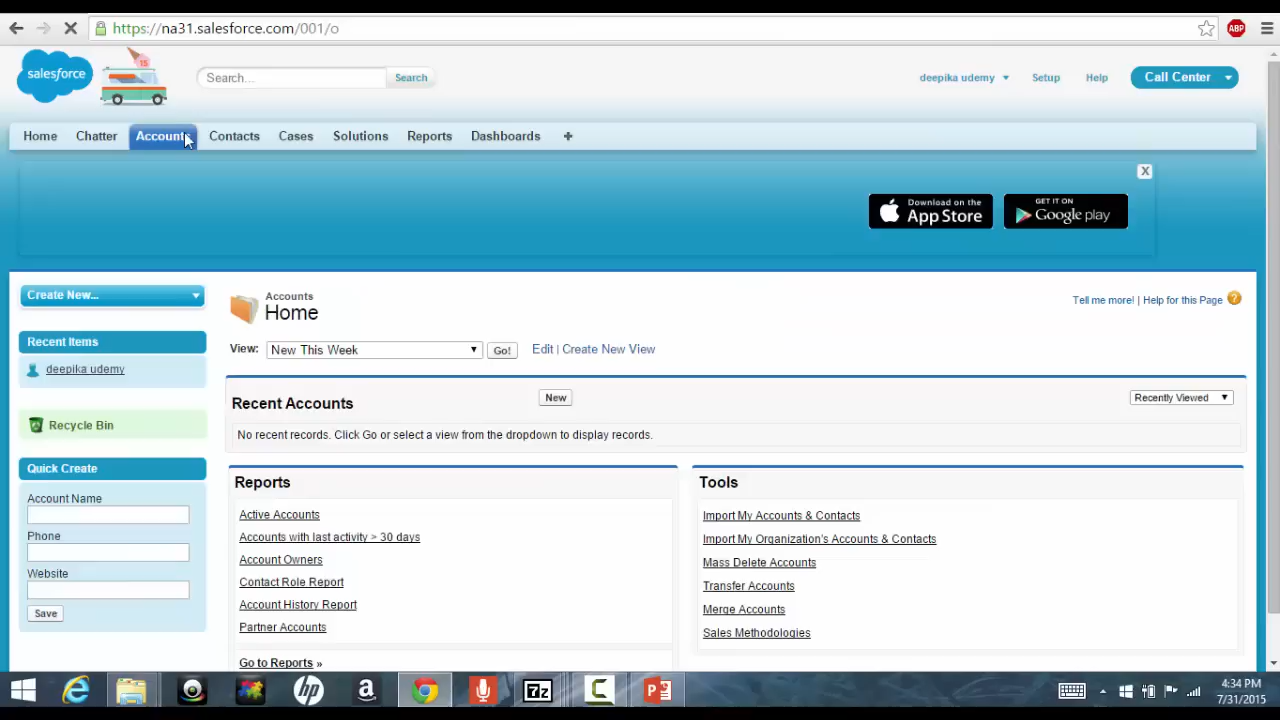 https://na31.salesforce.com/001/o
ABP
salesforce
15
Search...
Search
deepika udemy
Setup
Help
Call Center
Home
Chatter
Accounts
Contacts
Cases
Solutions
Reports
Dashboards
X
Download on the
App Store
GET IT ON
Google play
Create New...
Recent Items
deepika udemy
Recycle Bin
Quick Create
Account Name
Phone
Website
Save
Accounts
Home
Tell me more! | Help for this Page
View:
New This Week
Go!
Edit | Create New View
Recent Accounts
New
Recently Viewed
No recent records. Click Go or select a view from the dropdown to display records.
Reports
Active Accounts
Accounts with last activity > 30 days
Account Owners
Contact Role Report
Account History Report
Partner Accounts
Go to Reports »
Tools
Import My Accounts & Contacts
Import My Organization's Accounts & Contacts
Mass Delete Accounts
Transfer Accounts
Merge Accounts
Sales Methodologies
hp
a
7z
4:34 PM
7/31/2015